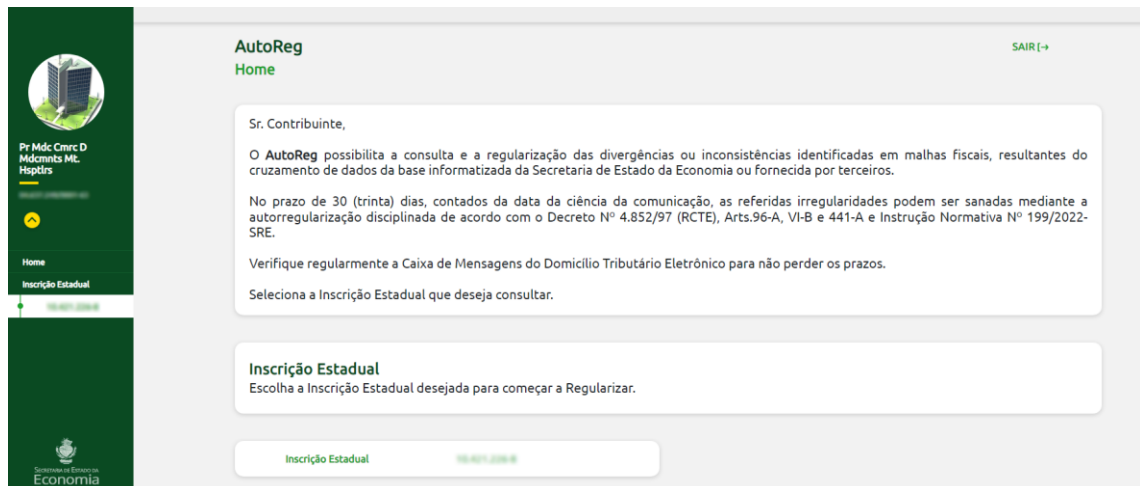 AutoReg
Home
SAIR
Pr Mdc Cmrc D
Mdcmnts Mt.
Hsptlrs
Home
Inscrição Estadual
SECRETARIA DE ESTADO DA
Economia
Sr. Contribuinte,
O AutoReg possibilita a consulta e a regularização das divergências ou inconsistências identificadas em malhas fiscais, resultantes do
cruzamento de dados da base informatizada da Secretaria de Estado da Economia ou fornecida por terceiros.
No prazo de 30 (trinta) dias, contados da data da ciência da comunicação, as referidas irregularidades podem ser sanadas mediante a
autorregularização disciplinada de acordo com o Decreto Nº 4.852/97 (RCTE), Arts.96-A, VI-B e 441-A e Instrução Normativa Nº 199/2022-
SRE.
Verifique regularmente a Caixa de Mensagens do Domicílio Tributário Eletrônico para não perder os prazos.
Seleciona a Inscrição Estadual que deseja consultar.
Inscrição Estadual
Escolha a Inscrição Estadual desejada para começar a Regularizar.
Inscrição Estadual